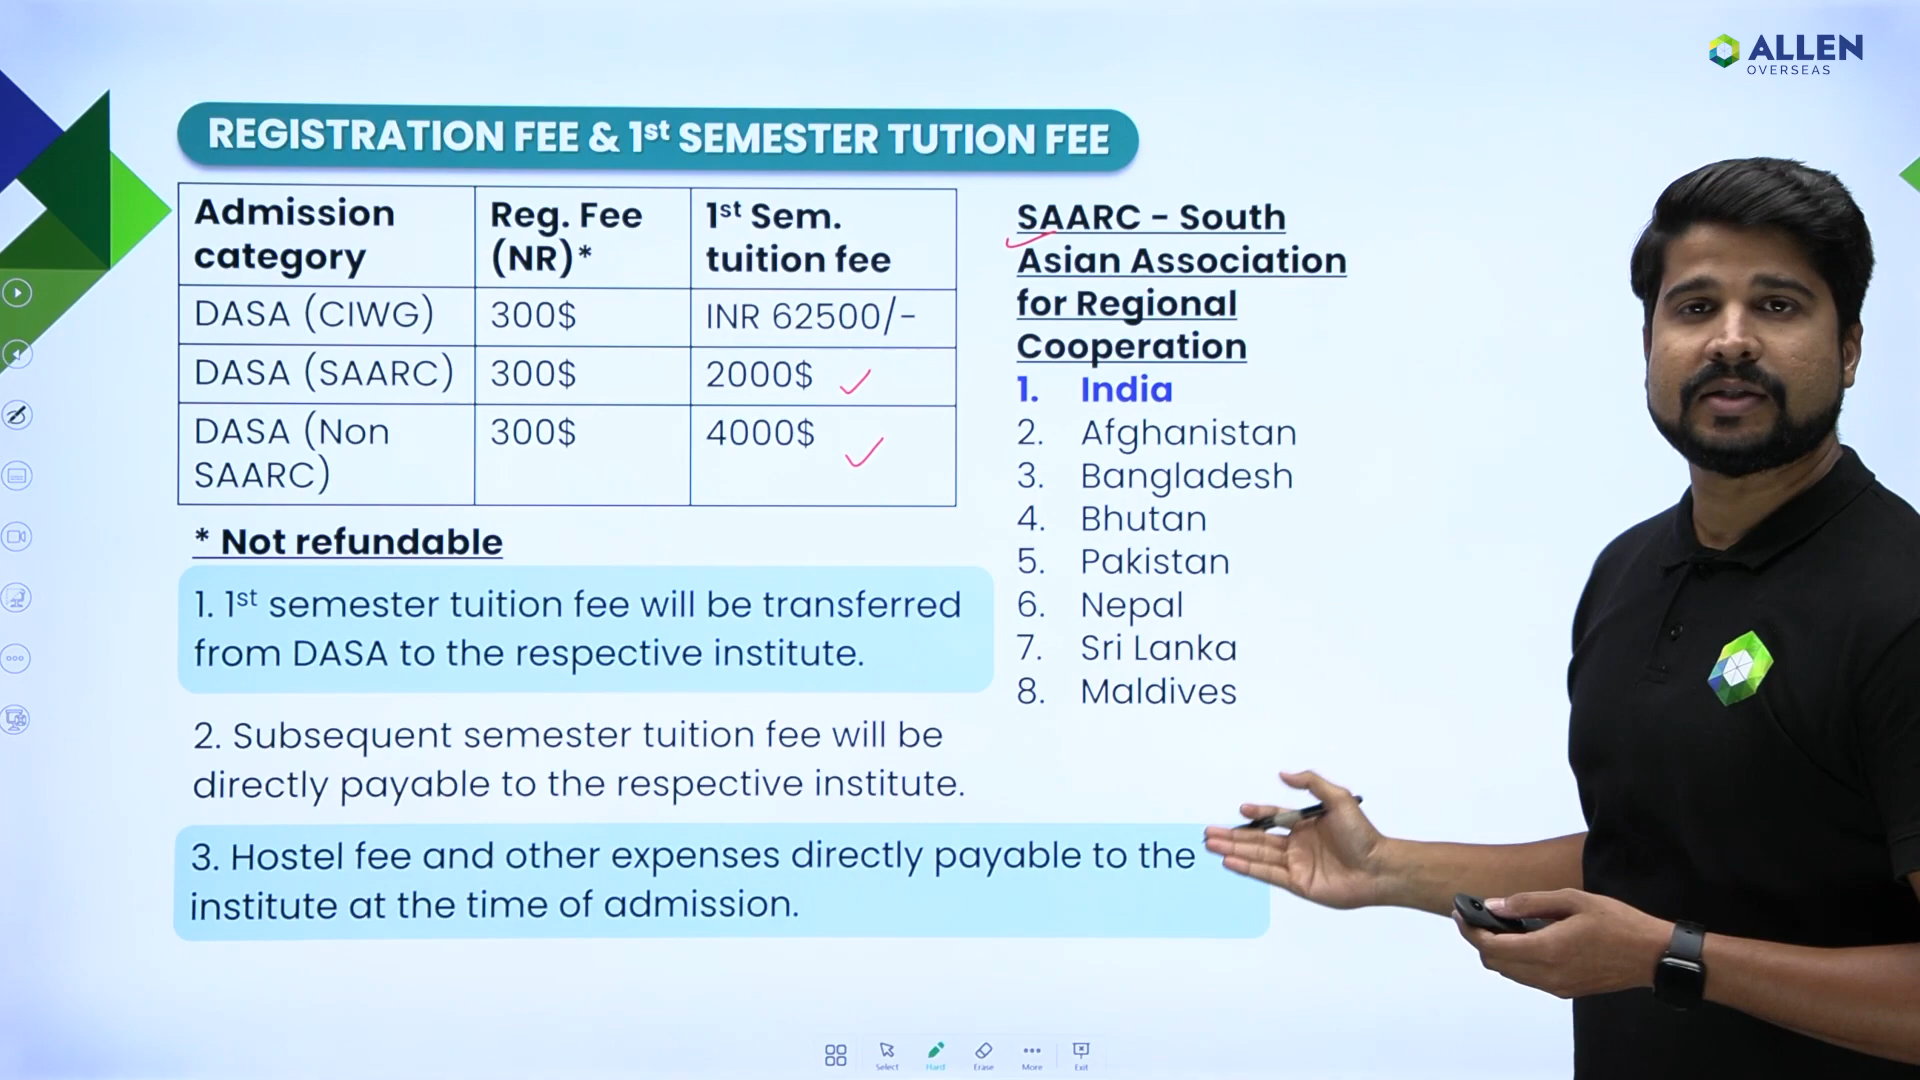 ALLEN
OVERSEAS
REGISTRATION FEE & 1st SEMESTER TUTION FEE
Admission category
Reg. Fee (NR)*
1st Sem. tuition fee
DASA (CIWG)
300$
INR 62500/-
DASA (SAARC)
300$
2000$
DASA (Non SAARC)
300$
4000$
* Not refundable
1. 1st semester tuition fee will be transferred
from DASA to the respective institute.
2. Subsequent semester tuition fee will be
directly payable to the respective institute.
3. Hostel fee and other expenses directly payable to the
institute at the time of admission.
SAARC - South
Asian Association
for Regional
Cooperation
1. India
2. Afghanistan
3. Bangladesh
4. Bhutan
5. Pakistan
6. Nepal
7. Sri Lanka
8. Maldives
Select
Hard
Erase
More
Exit